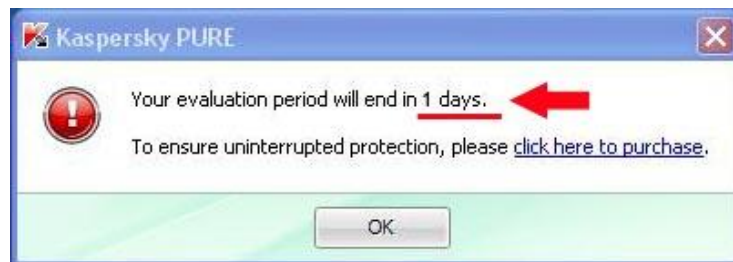 Kaspersky PURE
Your evaluation period will end in 1 days.
To ensure uninterrupted protection, please click here to purchase.
OK